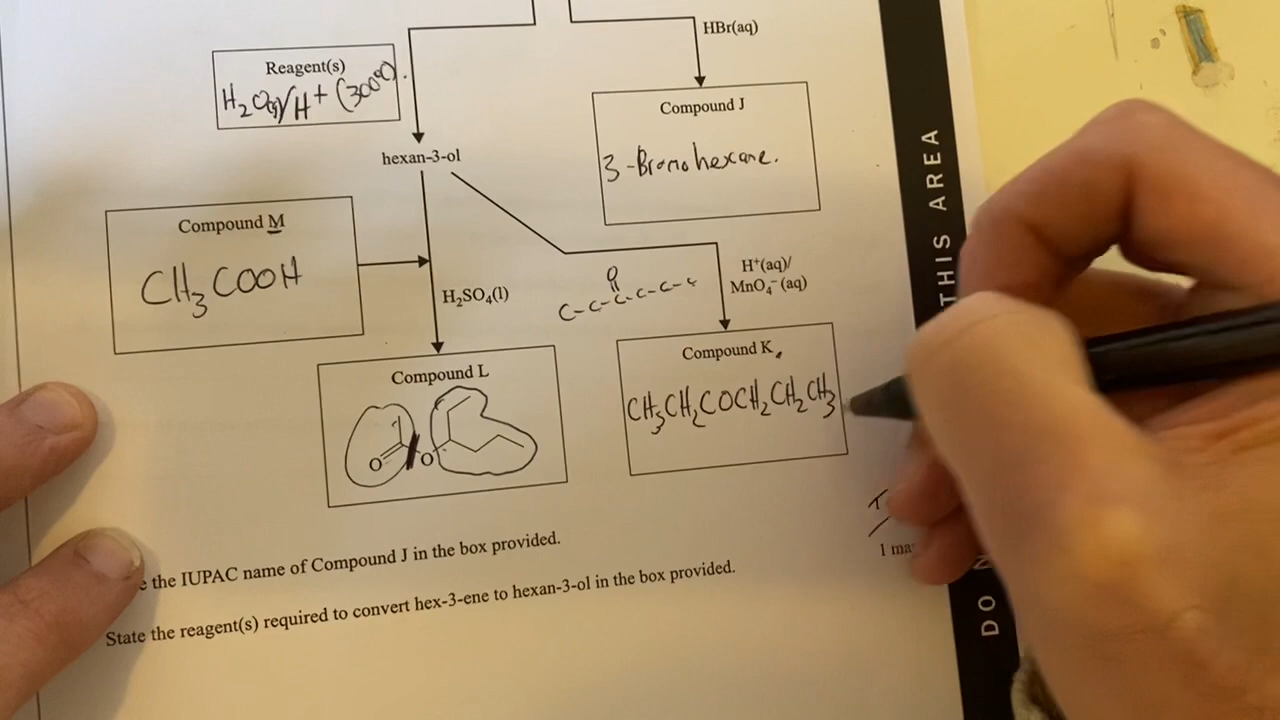 HBr(aq)
Reagent(s)
H₂O(g)/H⁺ (300°C).
Compound J
3-Bromohexane.
hexan-3-ol
Compound M
CH₃COOH
H₂SO₄(l)
O
C-C-C-C-C-C
H⁺(aq)/
MnO₄⁻(aq)
Compound L
O O
Compound K
CH₃CH₂COCH₂CH₂CH₃
e the IUPAC name of Compound J in the box provided.
1 ma
State the reagent(s) required to convert hex-3-ene to hexan-3-ol in the box provided.
DO N
THIS AREA